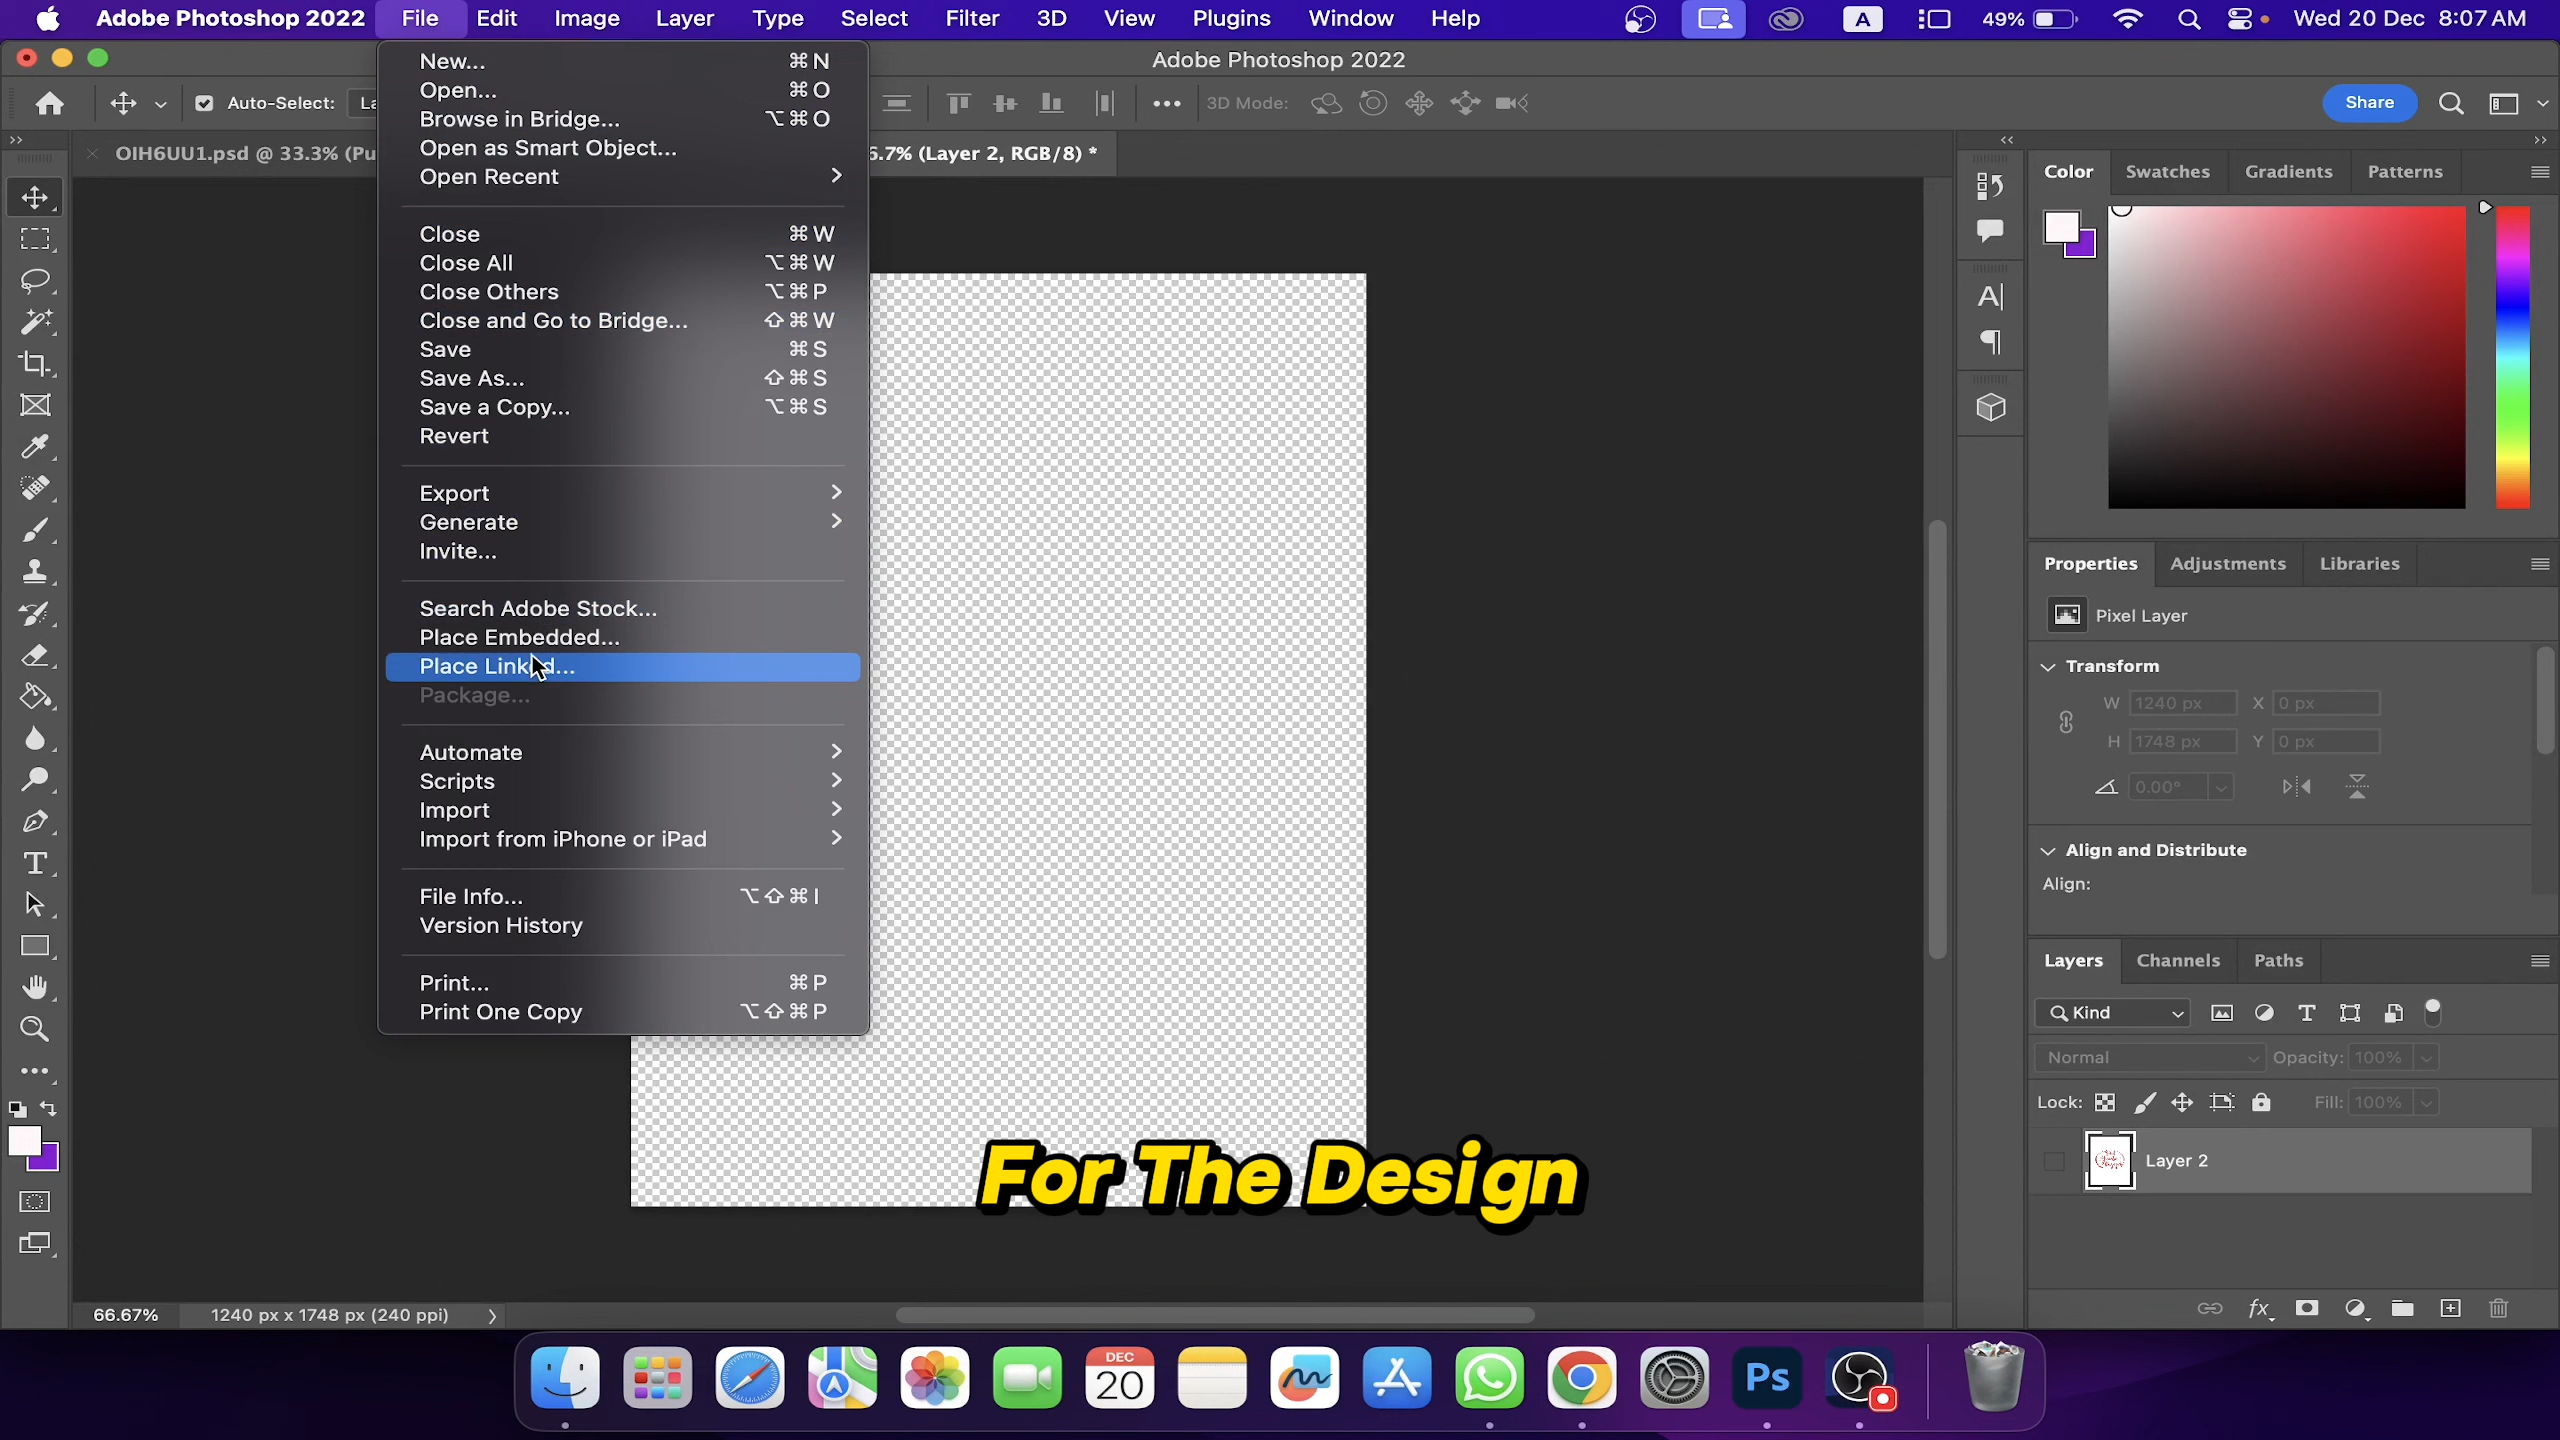 Adobe Photoshop 2022 File Edit Image Layer Type Select Filter 3D View Plugins Window Help A 49% Wed 20 Dec 8:07 AM
Adobe Photoshop 2022
Auto-Select: La 3D Mode: Share
OIH6UU1.psd @ 33.3% (Pu 6.7% (Layer 2, RGB/8) *
New... ⌘ N
Open... ⌘ O
Browse in Bridge... ⌥ ⌘ O
Open as Smart Object...
Open Recent
Close ⌘ W
Close All ⌥ ⌘ W
Close Others ⌥ ⌘ P
Close and Go to Bridge... ⇧ ⌘ W
Save ⌘ S
Save As... ⇧ ⌘ S
Save a Copy... ⌥ ⌘ S
Revert
Export
Generate
Invite...
Search Adobe Stock...
Place Embedded...
Place Linked...
Package...
Automate
Scripts
Import
Import from iPhone or iPad
File Info... ⌥ ⇧ ⌘ I
Version History
Print... ⌘ P
Print One Copy ⌥ ⇧ ⌘ P
Color Swatches Gradients Patterns
Properties Adjustments Libraries
Pixel Layer
Transform
W 1240 px X 0 px
H 1748 px Y 0 px
0.00°
Align and Distribute
Align:
Layers Channels Paths
Kind
Normal Opacity: 100%
Lock: Fill: 100%
Layer 2
fx
For The Design
66.67% 1240 px x 1748 px (240 ppi)
DEC
20
Ps